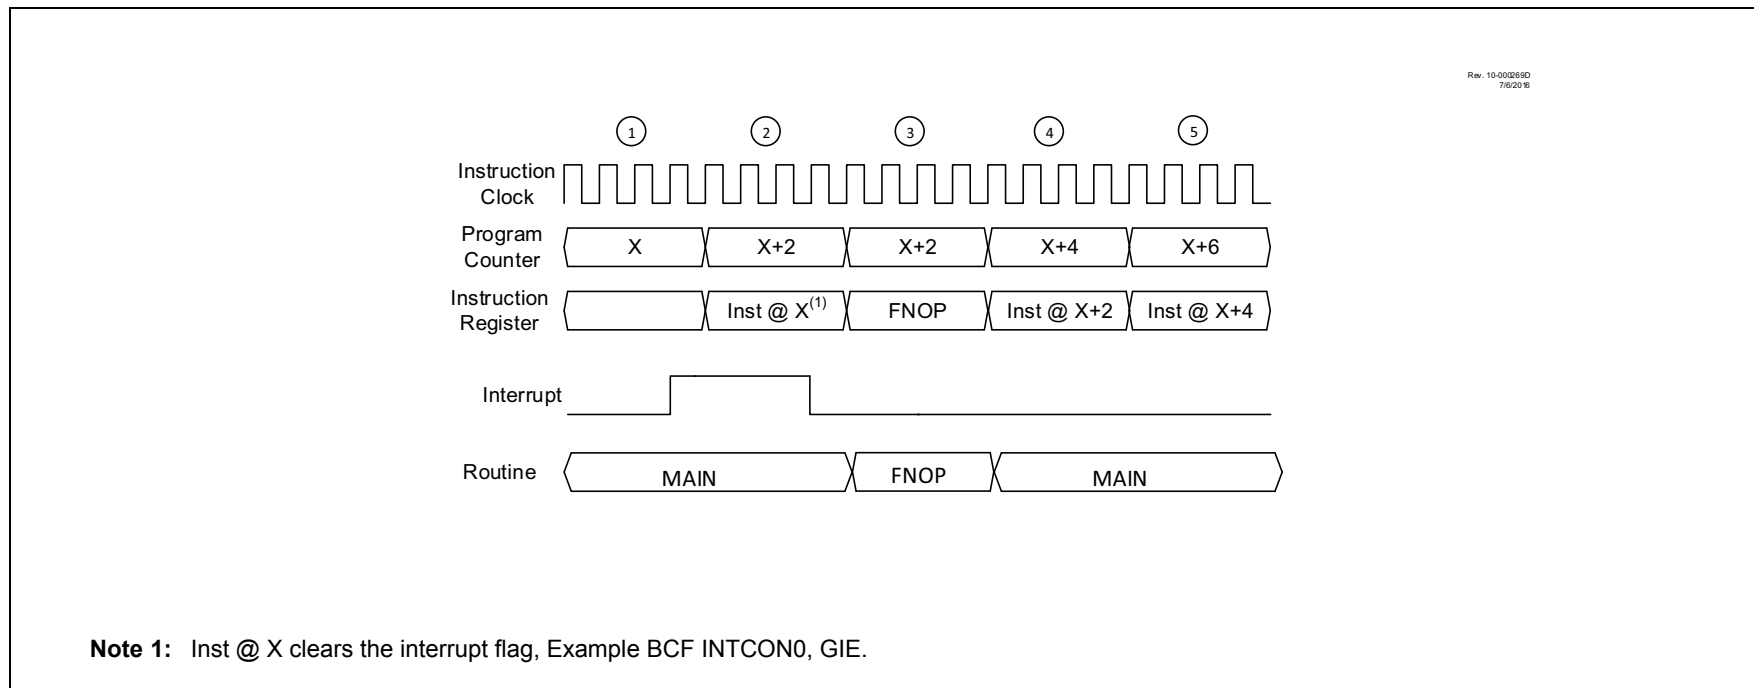 Rev. 10-000269D
7/6/2016
1 2 3 4 5
Instruction
Clock
Program
Counter
X X+2 X+2 X+4 X+6
Instruction
Register
Inst @ X(1) FNOP Inst @ X+2 Inst @ X+4
Interrupt
Routine
MAIN FNOP MAIN
Note 1: Inst @ X clears the interrupt flag, Example BCF INTCON0, GIE.